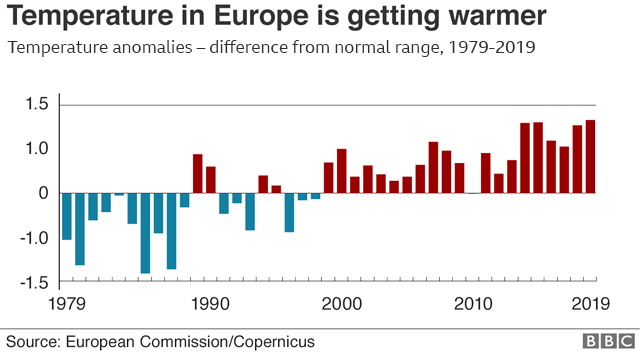 Temperature in Europe is getting warmer
Temperature anomalies – difference from normal range, 1979-2019
1.5
1.0
0
-1.0
-1.5
1979 1990 2000 2010 2019
Source: European Commission/Copernicus BBC